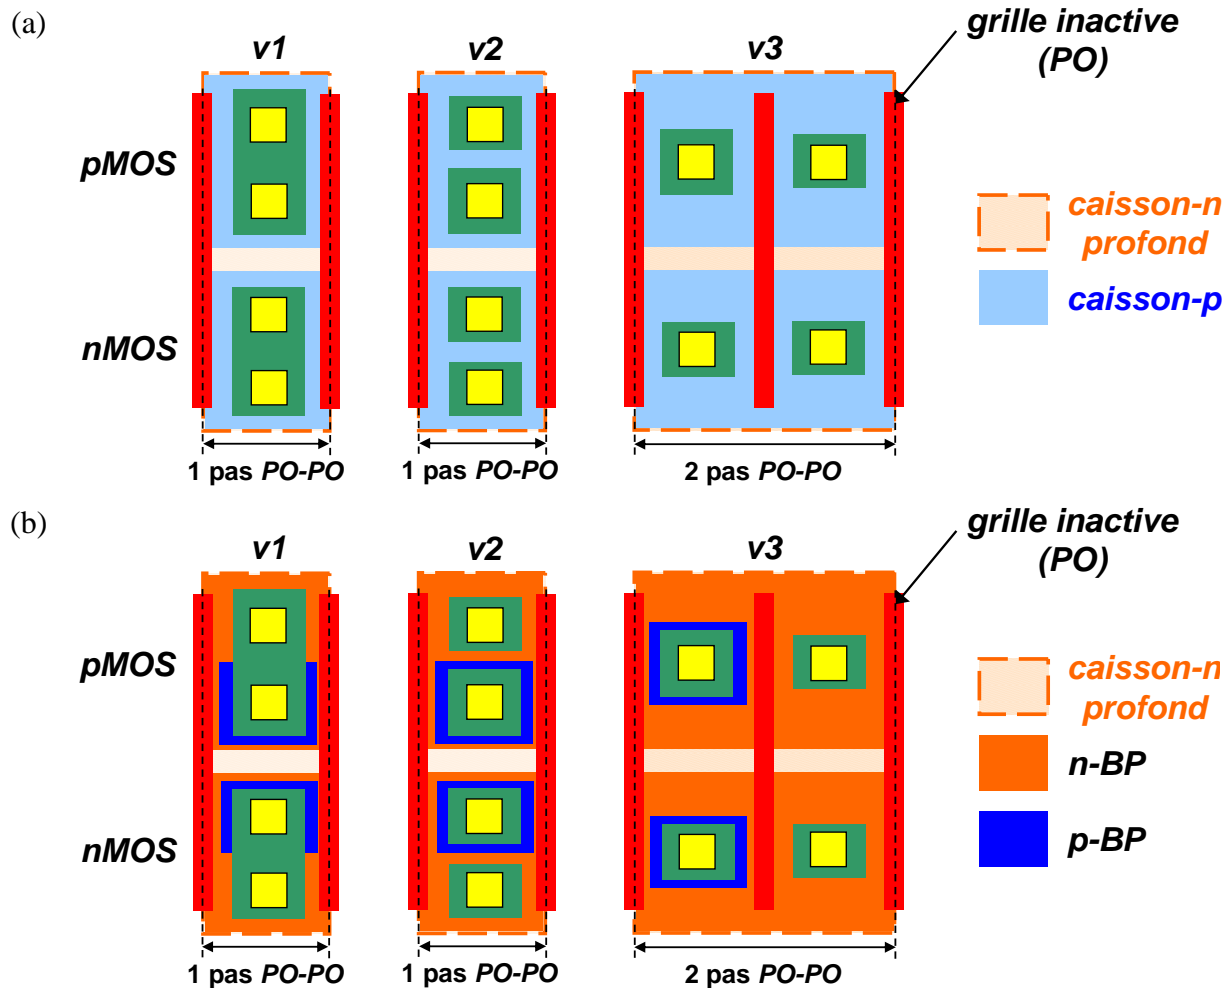 (a)
v1
v2
v3
grille inactive
(PO)
pMOS
nMOS
caisson-n
profond
caisson-p
1 pas PO-PO
1 pas PO-PO
2 pas PO-PO
(b)
v1
v2
v3
grille inactive
(PO)
pMOS
nMOS
caisson-n
profond
n-BP
p-BP
1 pas PO-PO
1 pas PO-PO
2 pas PO-PO